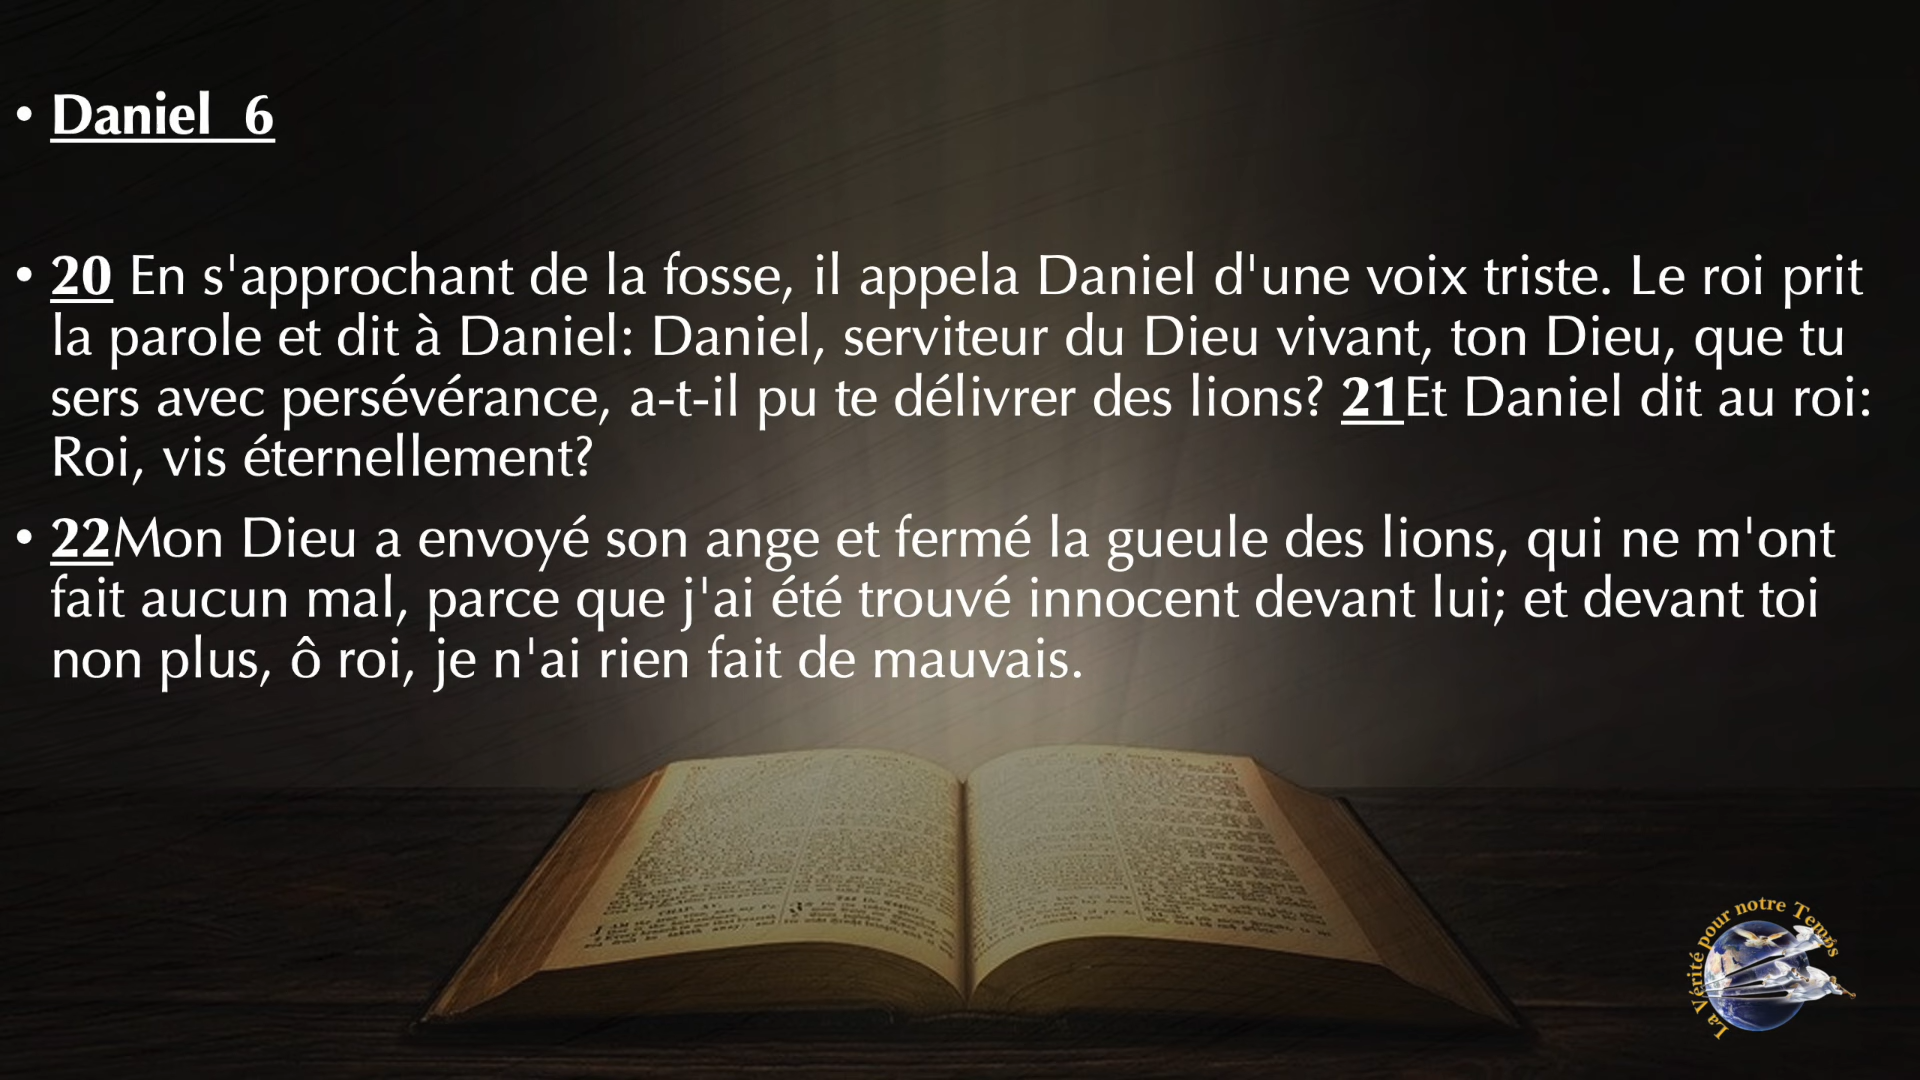 • Daniel  6
• 20 En s'approchant de la fosse, il appela Daniel d'une voix triste. Le roi prit
la parole et dit à Daniel: Daniel, serviteur du Dieu vivant, ton Dieu, que tu
sers avec persévérance, a-t-il pu te délivrer des lions? 21Et Daniel dit au roi:
Roi, vis éternellement?
• 22Mon Dieu a envoyé son ange et fermé la gueule des lions, qui ne m'ont
fait aucun mal, parce que j'ai été trouvé innocent devant lui; et devant toi
non plus, ô roi, je n'ai rien fait de mauvais.
La Vérité pour notre Temps